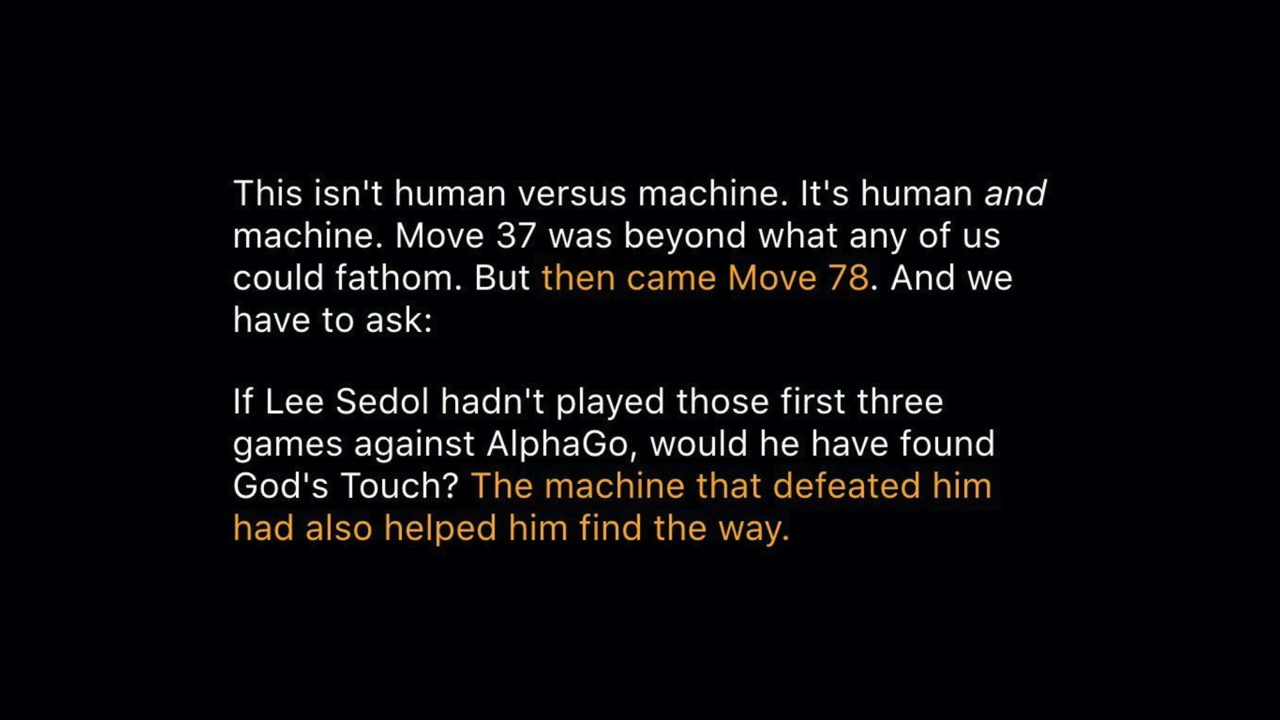 This isn't human versus machine. It's human and
machine. Move 37 was beyond what any of us
could fathom. But then came Move 78. And we
have to ask:
If Lee Sedol hadn't played those first three
games against AlphaGo, would he have found
God's Touch? The machine that defeated him
had also helped him find the way.